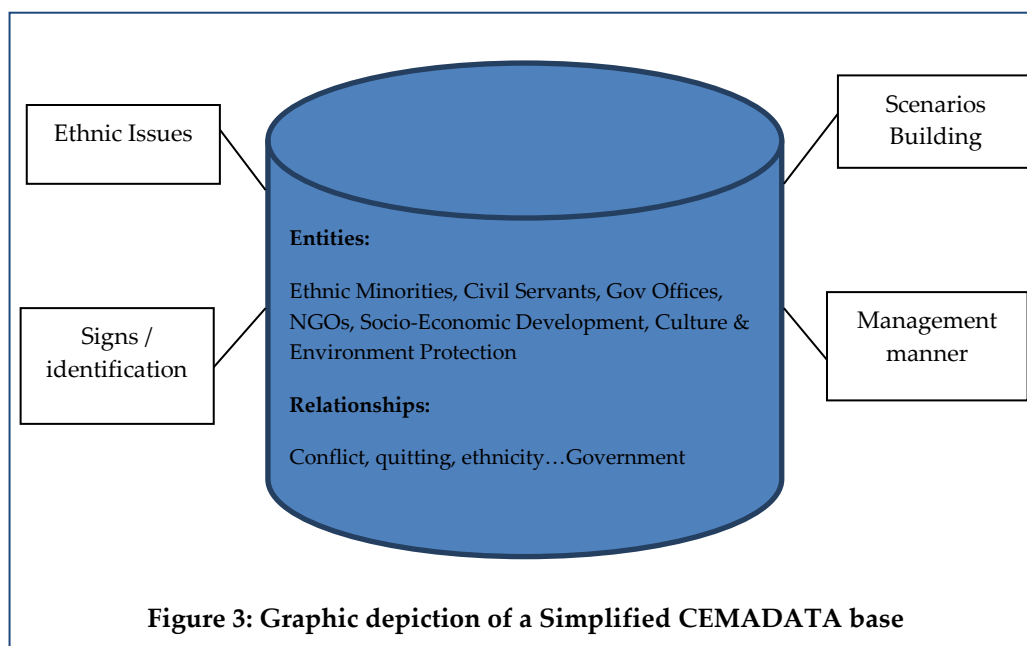 Ethnic Issues
Signs /
identification
Entities:
Ethnic Minorities, Civil Servants, Gov Offices,
NGOs, Socio-Economic Development, Culture &
Environment Protection
Relationships:
Conflict, quitting, ethnicity…Government
Scenarios
Building
Management
manner
Figure 3: Graphic depiction of a Simplified CEMADATA base